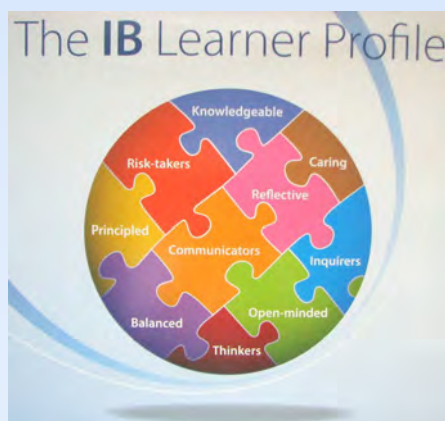 The IB Learner Profile
Knowledgeable
Risk-takers
Caring
Reflective
Principled
Communicators
Inquirers
Balanced
Open-minded
Thinkers